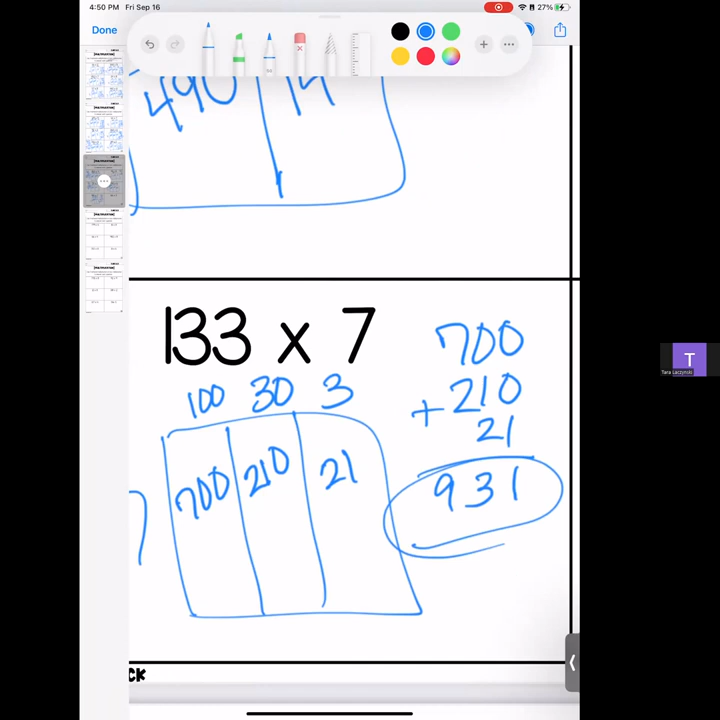 4:50 PM Fri Sep 16
27%
Done
490 14
133 x 7
100 30 3
700 210 21
7
700
+ 210
21
931
CK
T
Tara Laczynski